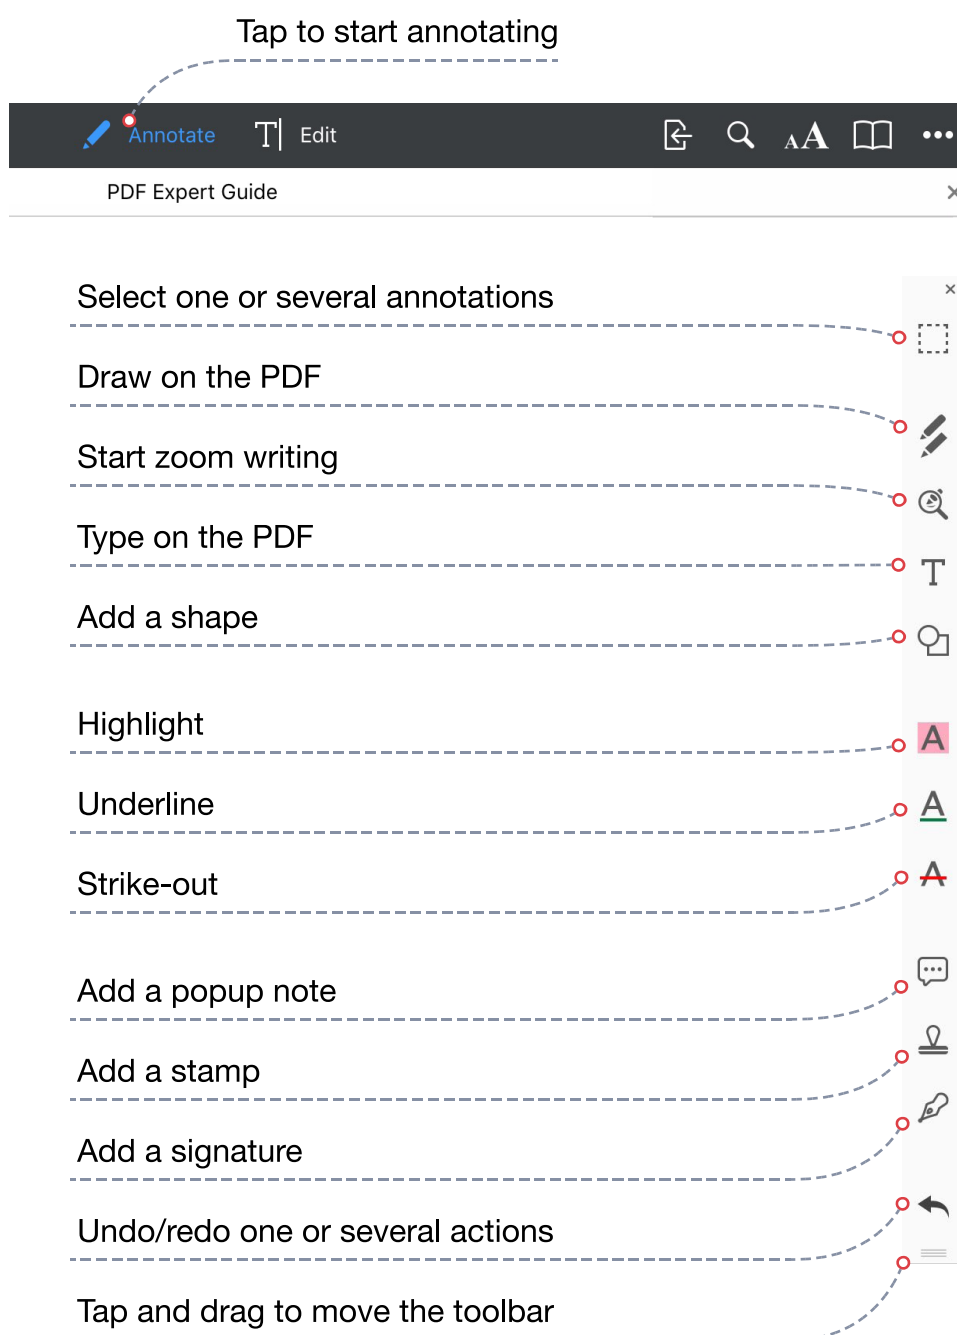 Tap to start annotating
Annotate
T Edit
AA
PDF Expert Guide
Select one or several annotations
Draw on the PDF
Start zoom writing
Type on the PDF
T
Add a shape
Highlight
A
Underline
A
Strike-out
A
Add a popup note
Add a stamp
Add a signature
Undo/redo one or several actions
Tap and drag to move the toolbar